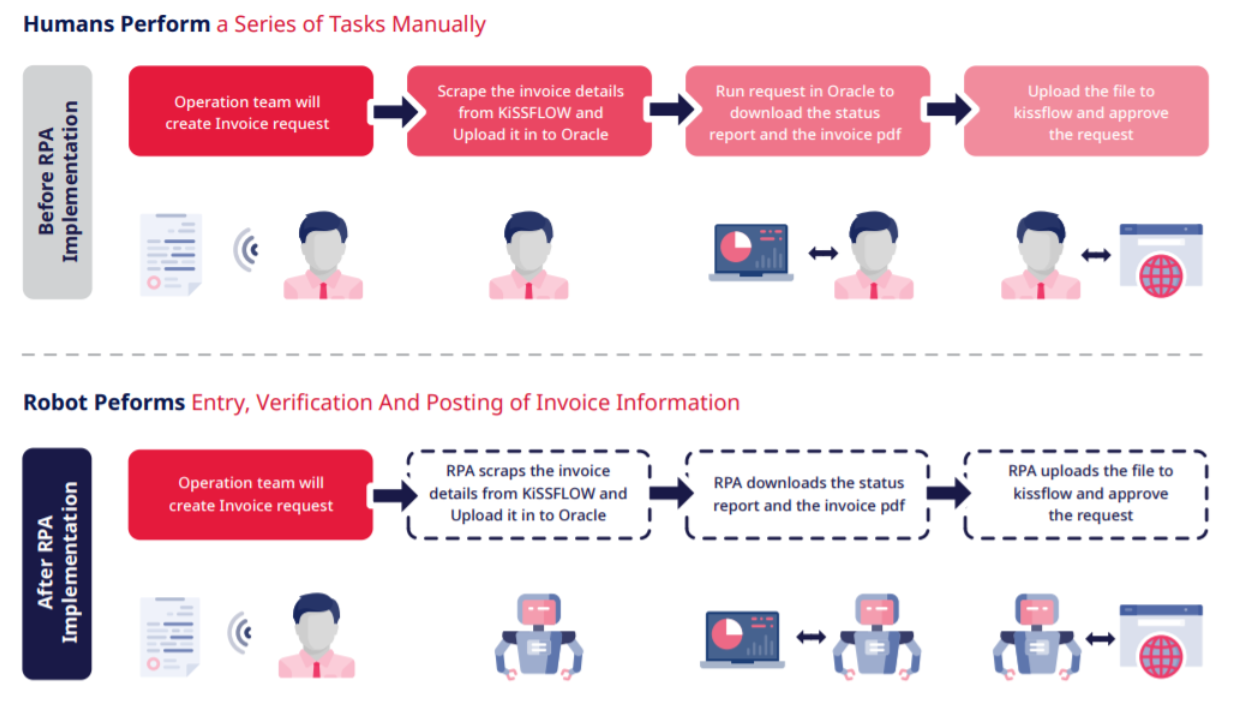 Humans Perform a Series of Tasks Manually
Before RPA
Implementation
Operation team will
create Invoice request
Scrape the invoice details
from KiSSFLOW and
Upload it in to Oracle
Run request in Oracle to
download the status
report and the invoice pdf
Upload the file to
kissflow and approve
the request
Robot Peforms Entry, Verification And Posting of Invoice Information
After RPA
Implementation
Operation team will
create Invoice request
RPA scraps the invoice
details from KiSSFLOW and
Upload it in to Oracle
RPA downloads the status
report and the invoice pdf
RPA uploads the file to
kissflow and approve
the request